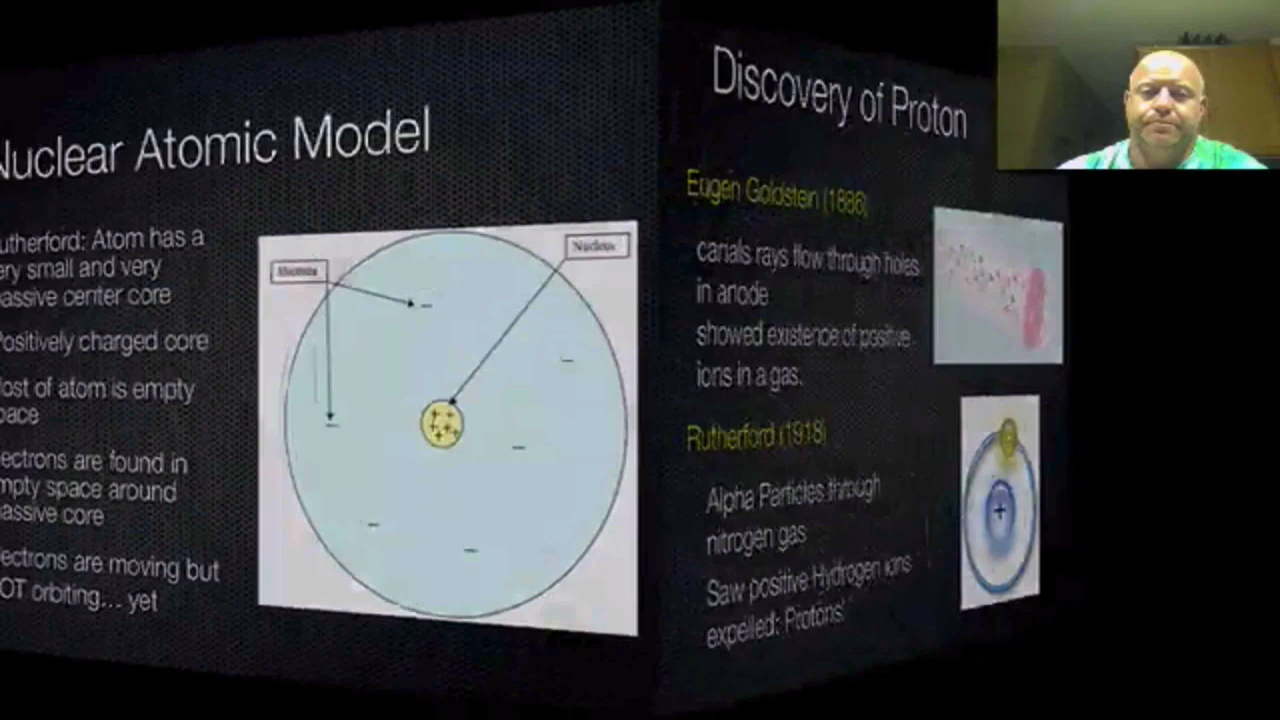 Nuclear Atomic Model
utherford: Atom has a
ery small and very
assive center core
Positively charged core
ost of atom is empty
pace
ectrons are found in
mpty space around
assive core
ectrons are moving but
OT orbiting... yet
Nucleus
Discovery of Proton
Eugen Goldstein (1886)
canals rays flow through holes
in anode
showed existence of positive
ions in a gas.
Rutherford (1918)
Alpha Particles through
nitrogen gas
Saw positive Hydrogen ions
expelled: 'Protons'